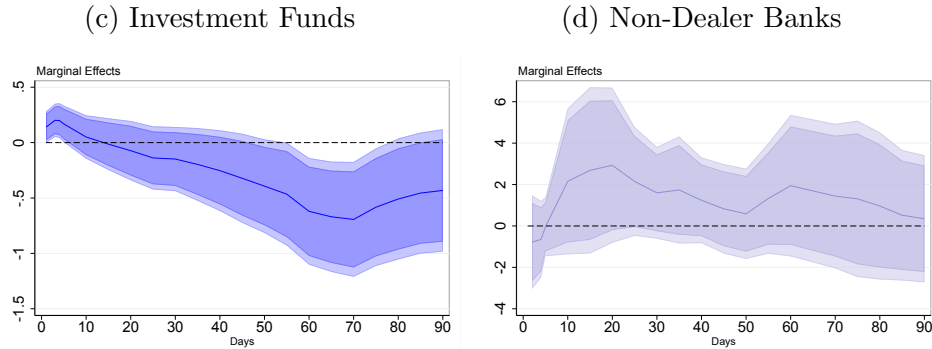 (c) Investment Funds
Marginal Effects
.5
0
-.5
-1
-1.5
0 10 20 30 40 50 60 70 80 90
Days
(d) Non-Dealer Banks
Marginal Effects
6
4
2
0
-2
-4
0 10 20 30 40 50 60 70 80 90
Days